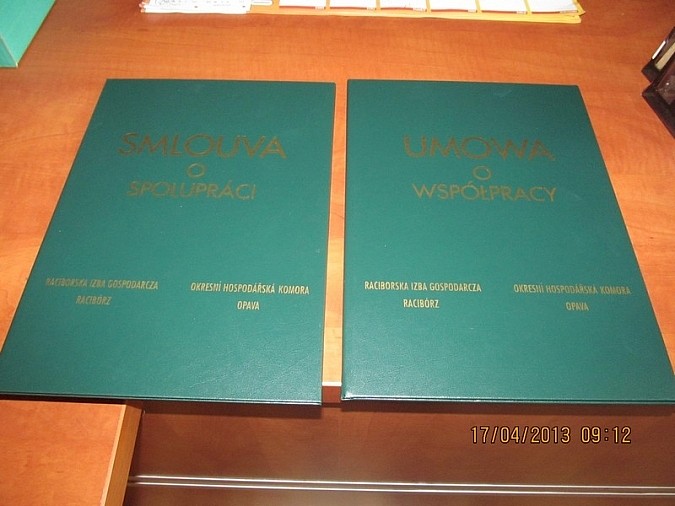 SMLOUVA
O
SPOLUPRÁCI
RACIBORSKA IZBA GOSPODARCZA
RACIBÓRZ
OKRESNÍ HOSPODÁŘSKÁ KOMORA
OPAVA
UMOWA
O
WSPÓŁPRACY
RACIBORSKA IZBA GOSPODARCZA
RACIBÓRZ
OKRESNÍ HOSPODÁŘSKÁ KOMORA
OPAVA
17/04/2013 09:12